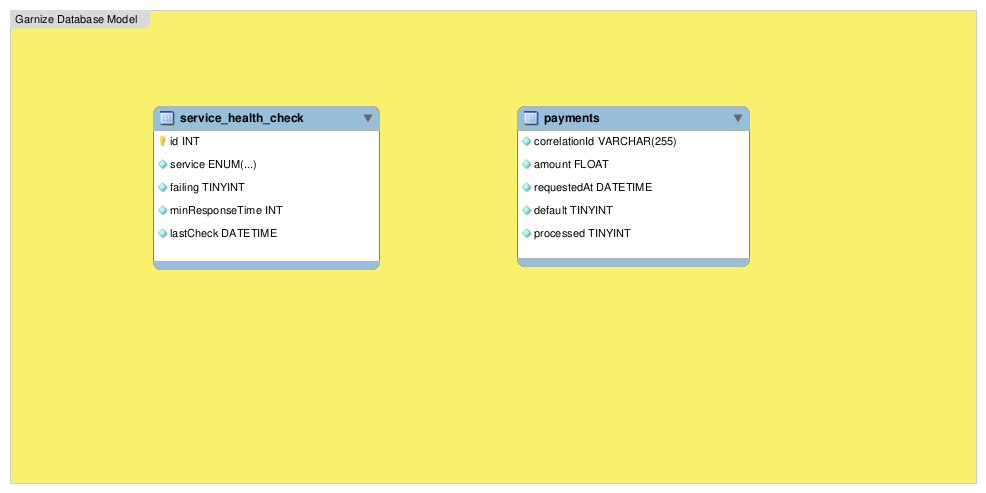 Garnize Database Model
service_health_check
id INT
service ENUM(...)
failing TINYINT
minResponseTime INT
lastCheck DATETIME
payments
correlationId VARCHAR(255)
amount FLOAT
requestedAt DATETIME
default TINYINT
processed TINYINT